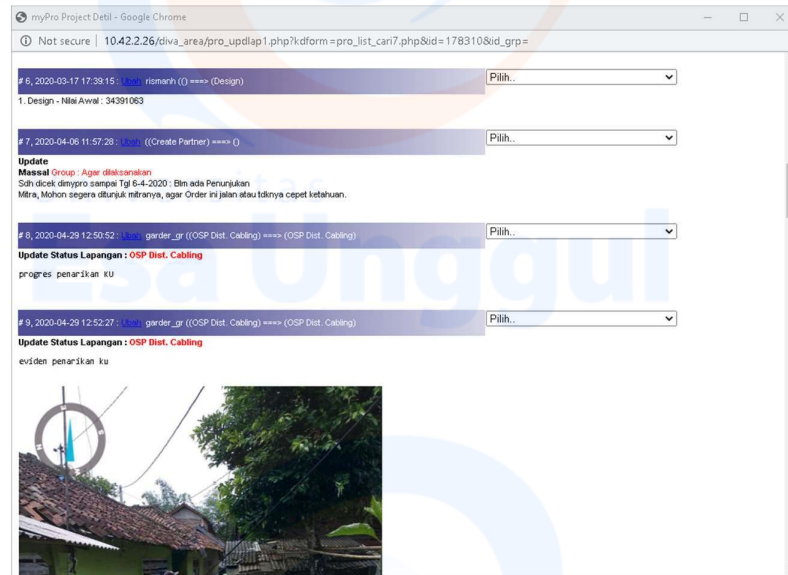 myPro Project Detil - Google Chrome
Not secure | 10.42.2.26/diva_area/pro_updlap1.php?kdform=pro_list_cari7.php&id=178310&id_grp=
# 6, 2020-03-17 17:39:15 : Ubah rismanh (() ===> (Design)
Pilih..
1. Design - Nilai Awal : 34391063
# 7, 2020-04-06 11:57:28 : Ubah ((Create Partner) ===> ()
Pilih..
Update
Massal Group : Agar dilaksanakan
Sdh dicek dimypro sampai Tgl 6-4-2020 : Blm ada Penunjukan
Mitra, Mohon segera ditunjuk mitranya, agar Order ini jalan atau tdknya cepet ketahuan.
# 8, 2020-04-29 12:50:52 : Ubah garder_gr ((OSP Dist. Cabling) ===> (OSP Dist. Cabling)
Pilih..
Update Status Lapangan : OSP Dist. Cabling
progres penarikan KU
# 9, 2020-04-29 12:52:27 : Ubah garder_gr ((OSP Dist. Cabling) ===> (OSP Dist. Cabling)
Pilih..
Update Status Lapangan : OSP Dist. Cabling
eviden penarikan ku
Esa Unggul